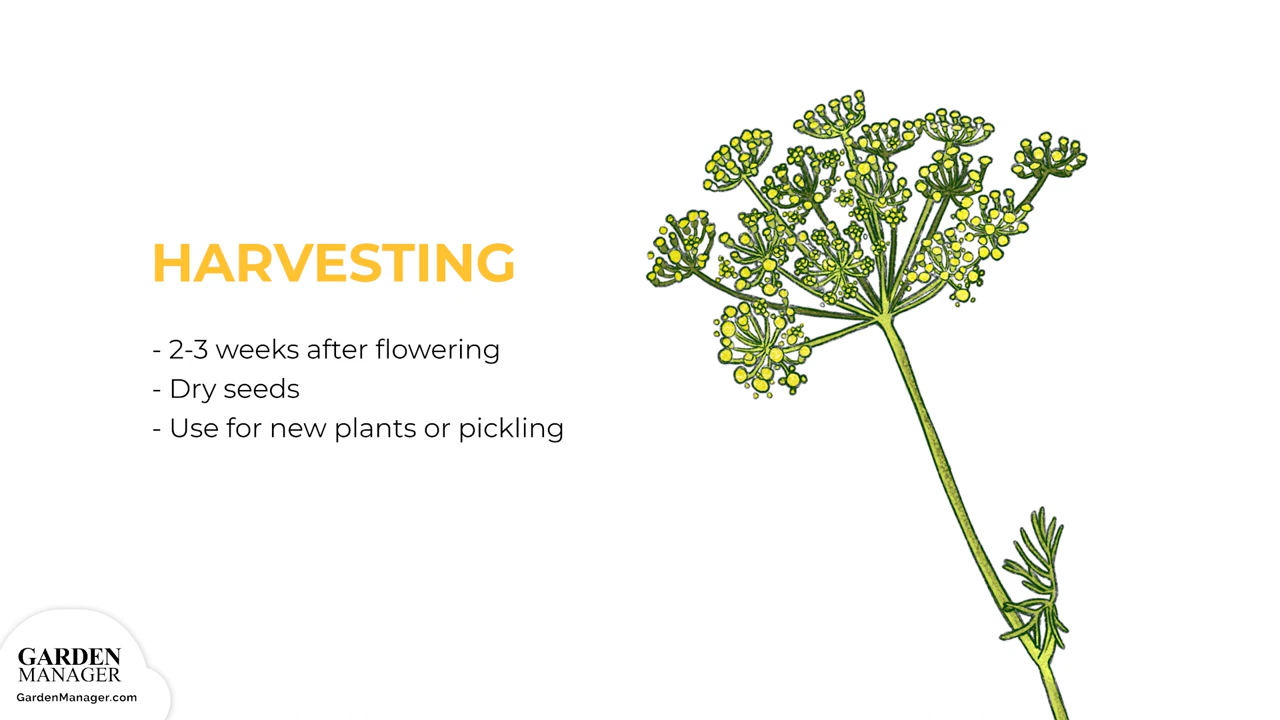 HARVESTING
- 2-3 weeks after flowering
- Dry seeds
- Use for new plants or pickling
GARDEN
MANAGER
GardenManager.com